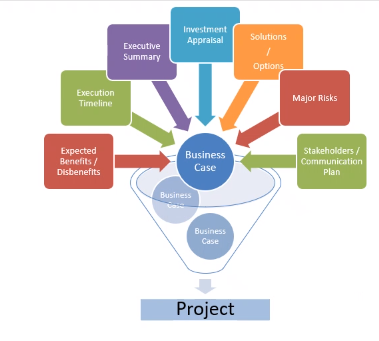 Investment
Appraisal
Executive
Summary
Solutions
/
Options
Execution
Timeline
Major Risks
Expected
Benefits /
Disbenefits
Business
Case
Stakeholders /
Communication
Plan
Business
Case
Business
Case
Project